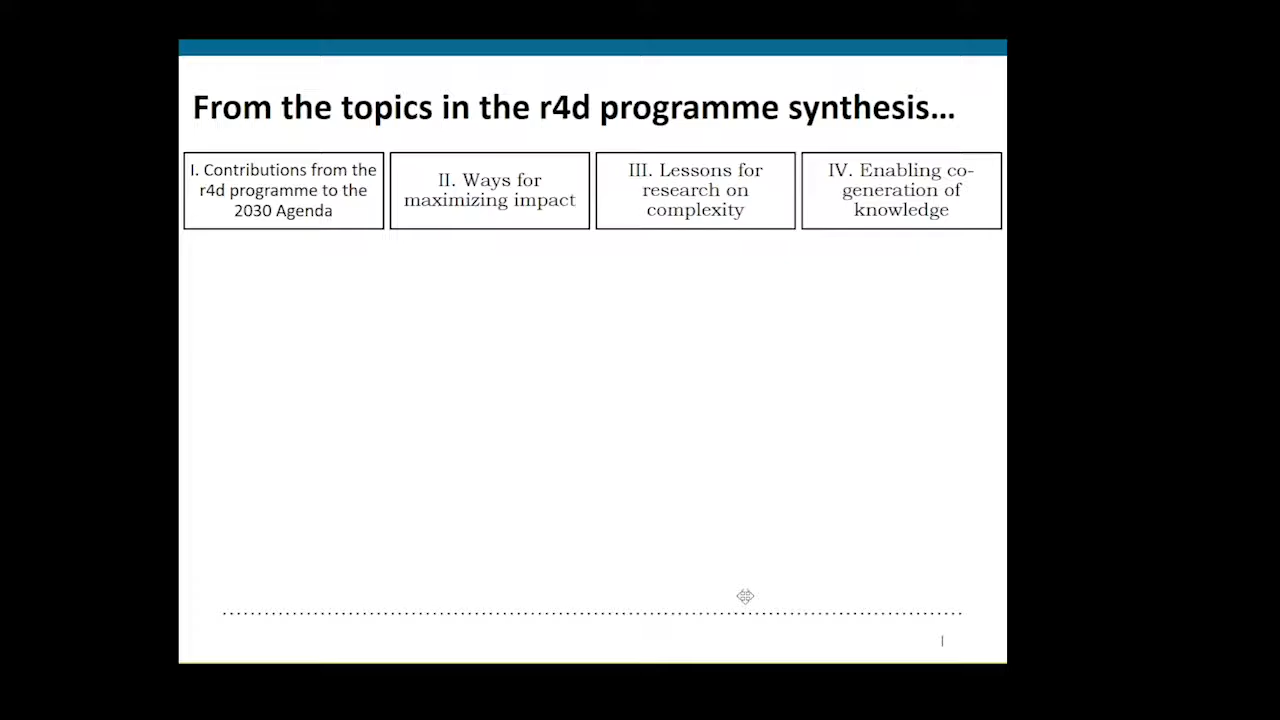 From the topics in the r4d programme synthesis...
I. Contributions from the
r4d programme to the
2030 Agenda
II. Ways for
maximizing impact
III. Lessons for
research on
complexity
IV. Enabling co-
generation of
knowledge